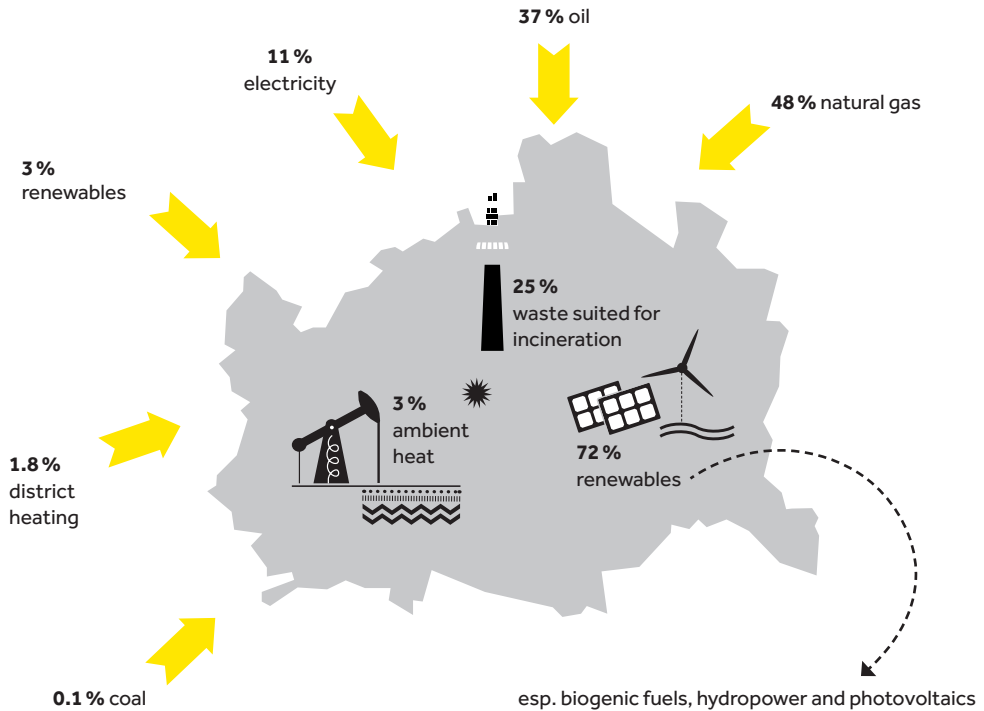 37 % oil
11 %
electricity
48 % natural gas
3 %
renewables
25 %
waste suited for
incineration
3 %
ambient
heat
72 %
renewables
1.8 %
district
heating
0.1 % coal
esp. biogenic fuels, hydropower and photovoltaics